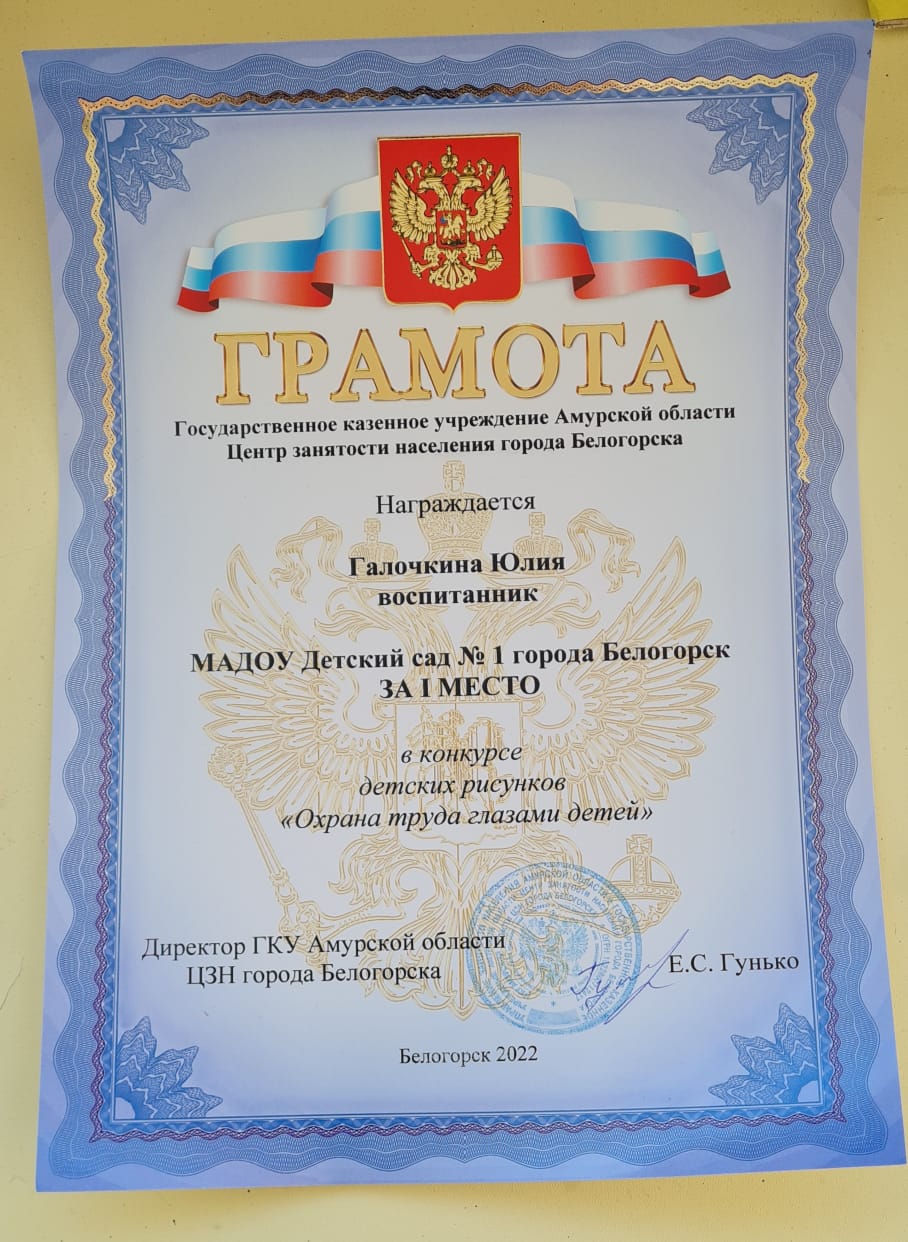 ГРАМОТА
Государственное казенное учреждение Амурской области
Центр занятости населения города Белогорска
Награждается
Галочкина Юлия
воспитанник
МАДОУ Детский сад № 1 города Белогорск
ЗА I МЕСТО
в конкурсе
детских рисунков
«Охрана труда глазами детей»
Директор ГКУ Амурской области
ЦЗН города Белогорска
Е.С. Гунько
Белогорск 2022